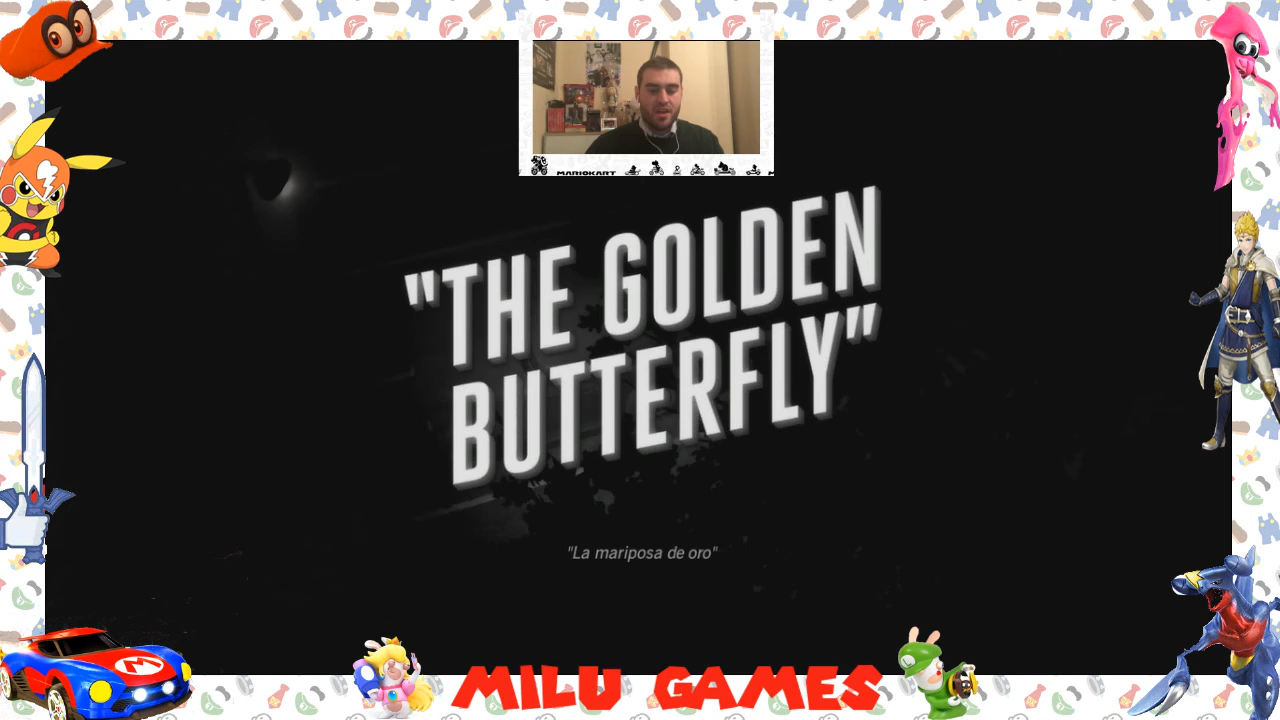 MARIOKART
"THE GOLDEN
BUTTERFLY"
"La mariposa de oro"
MILU GAMES